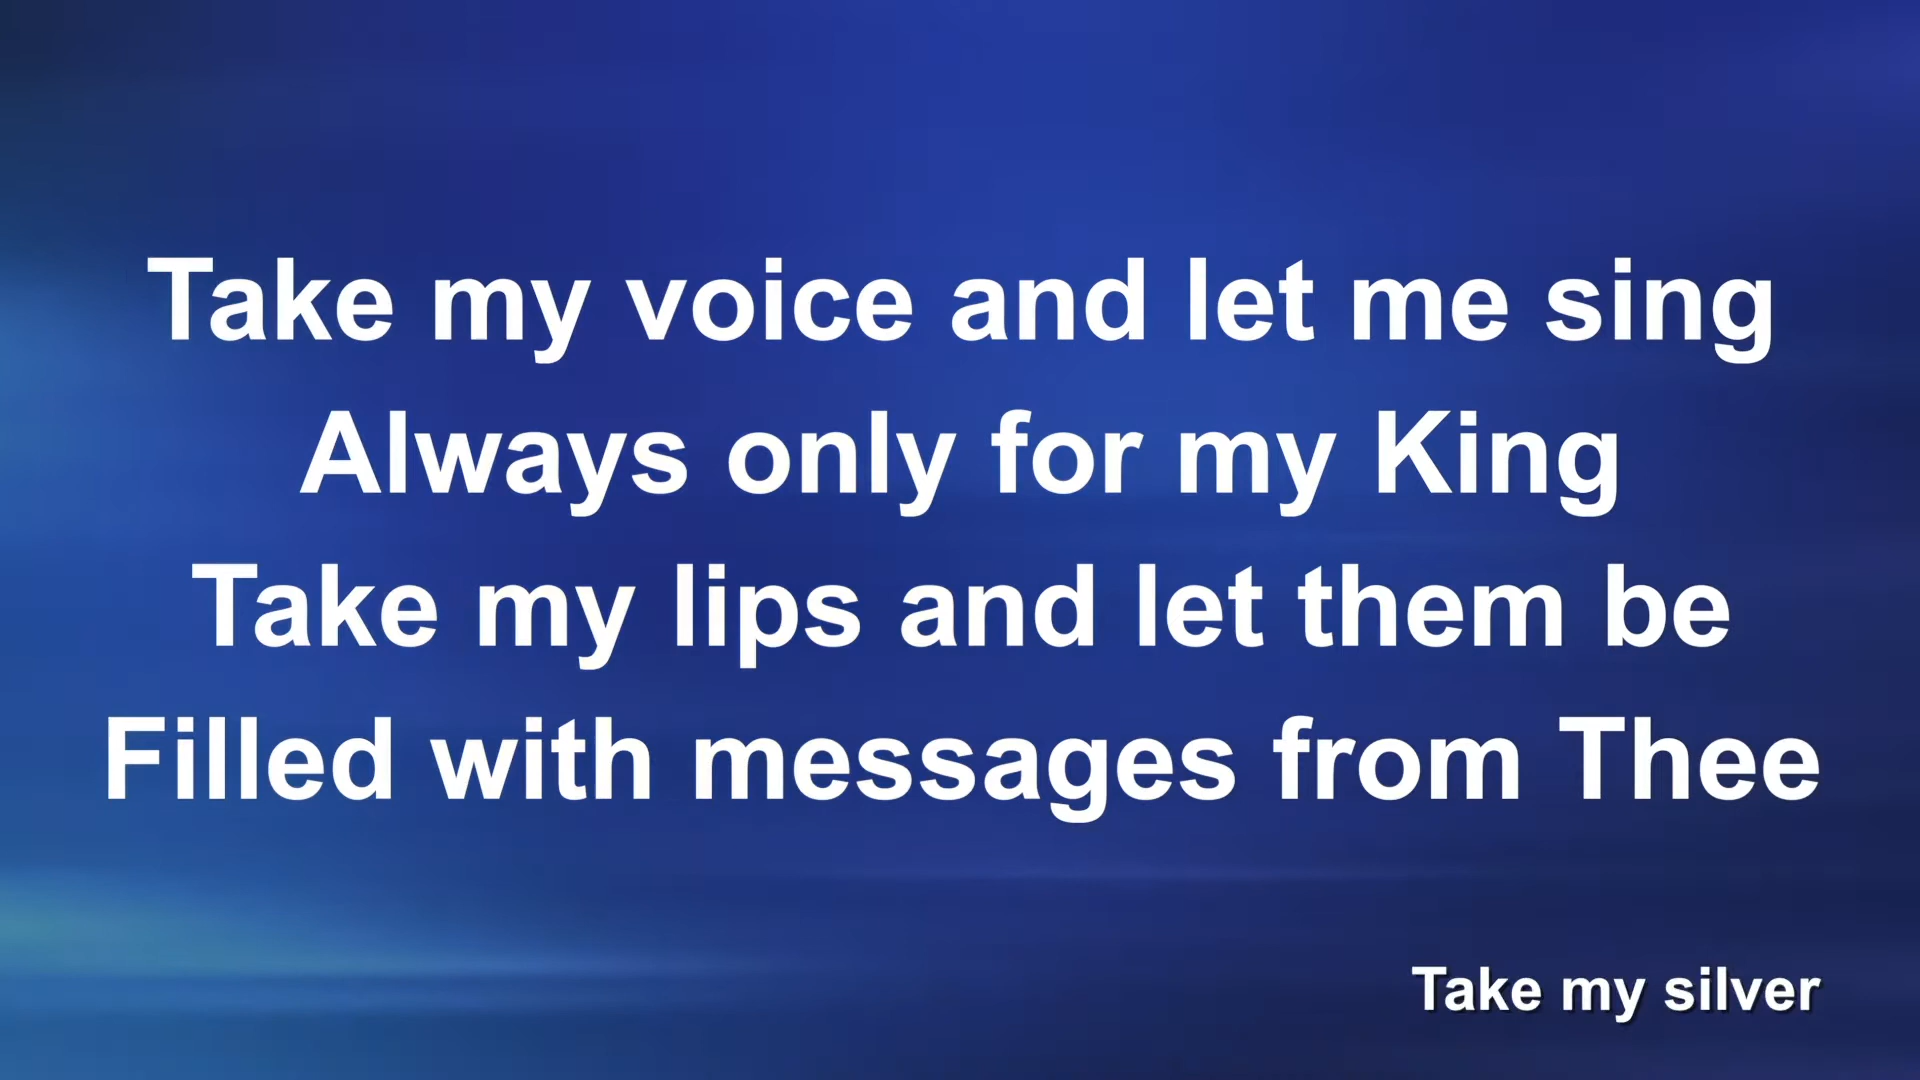 Take my voice and let me sing
Always only for my King
Take my lips and let them be
Filled with messages from Thee
Take my silver